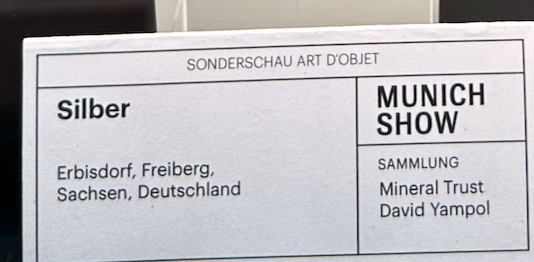 SONDERSCHAU ART D'OBJET
Silber
Erbisdorf, Freiberg,
Sachsen, Deutschland
MUNICH
SHOW
SAMMLUNG
Mineral Trust
David Yampol